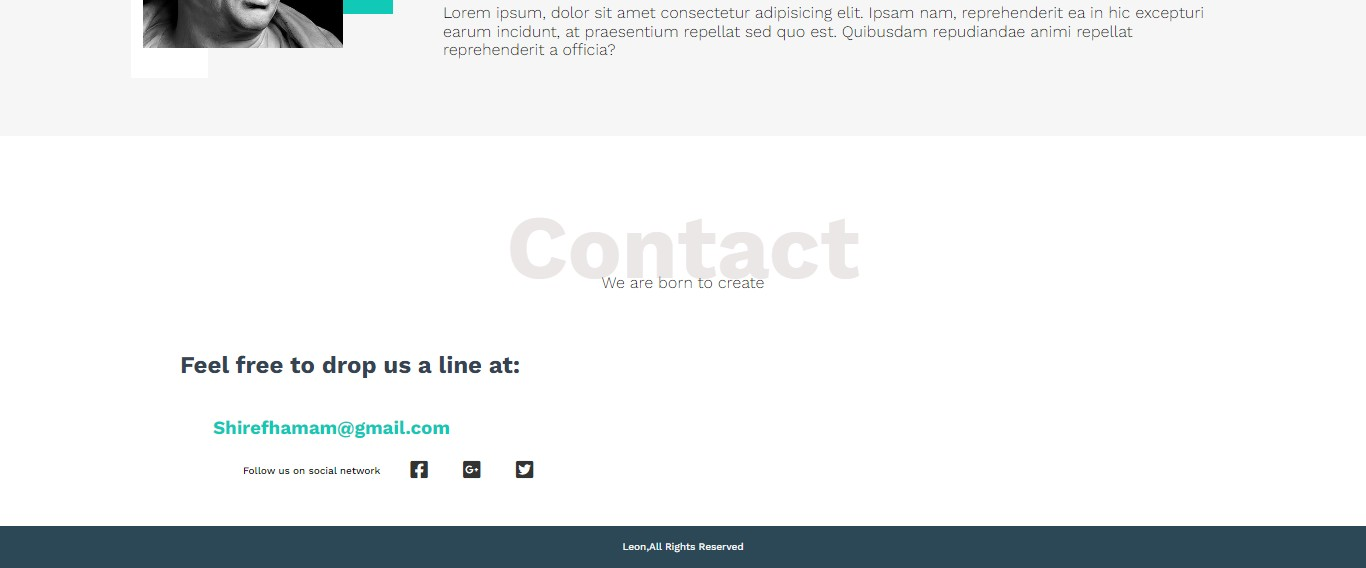 Lorem ipsum, dolor sit amet consectetur adipisicing elit. Ipsam nam, reprehenderit ea in hic excepturi
earum incidunt, at praesentium repellat sed quo est. Quibusdam repudiandae animi repellat
reprehenderit a officia?
Contact
We are born to create
Feel free to drop us a line at:
Shirefhamam@gmail.com
Follow us on social network
Leon,All Rights Reserved